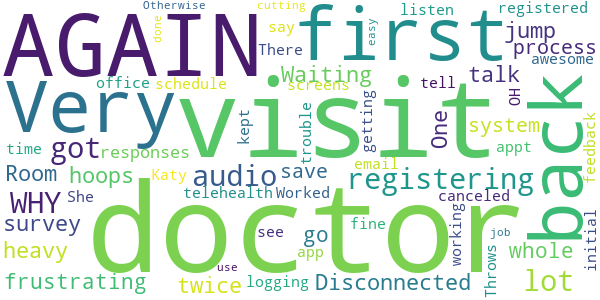 Otherwise cutting
AGAIN first listen registered
done say easy jump process
There awesome
Very visit Waiting talk
office schedule screens tell OH
time got responses kept trouble getting One system back feedback
Room hoops Katy audio save email appt
WHY She telehealth Worked registering canceled
survey doctor see go fine working Throws whole initial
heavy app job
frustrating twice use logging Disconnected lot